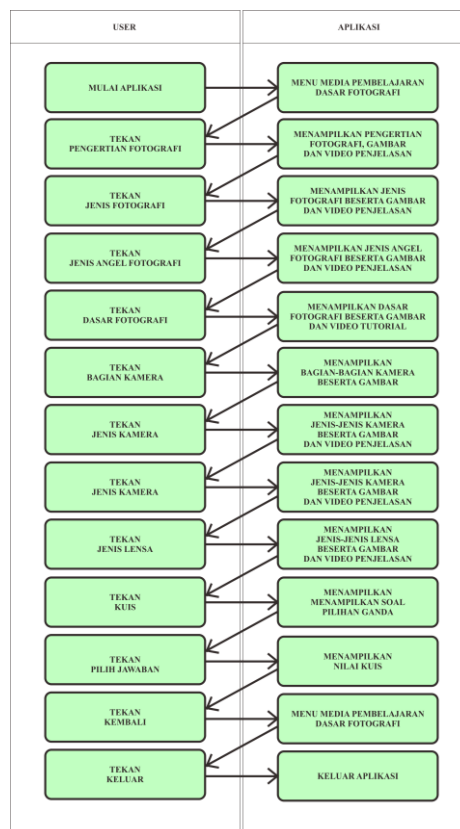 USER
APLIKASI
MULAI APLIKASI
MENU MEDIA PEMBELAJARAN
DASAR FOTOGRAFI
TEKAN
PENGERTIAN FOTOGRAFI
MENAMPILKAN PENGERTIAN
FOTOGRAFI, GAMBAR
DAN VIDEO PENJELASAN
TEKAN
JENIS FOTOGRAFI
MENAMPILKAN JENIS
FOTOGRAFI BESERTA GAMBAR
DAN VIDEO PENJELASAN
TEKAN
JENIS ANGEL FOTOGRAFI
MENAMPILKAN JENIS ANGEL
FOTOGRAFI BESERTA GAMBAR
DAN VIDEO PENJELASAN
TEKAN
DASAR FOTOGRAFI
MENAMPILKAN DASAR
FOTOGRAFI BESERTA GAMBAR
DAN VIDEO TUTORIAL
TEKAN
BAGIAN KAMERA
MENAMPILKAN
BAGIAN-BAGIAN KAMERA
BESERTA GAMBAR
TEKAN
JENIS KAMERA
MENAMPILKAN
JENIS-JENIS KAMERA
BESERTA GAMBAR
DAN VIDEO PENJELASAN
TEKAN
JENIS KAMERA
MENAMPILKAN
JENIS-JENIS KAMERA
BESERTA GAMBAR
DAN VIDEO PENJELASAN
TEKAN
JENIS LENSA
MENAMPILKAN
JENIS-JENIS LENSA
BESERTA GAMBAR
DAN VIDEO PENJELASAN
TEKAN
KUIS
MENAMPILKAN
MENAMPILKAN SOAL
PILIHAN GANDA
TEKAN
PILIH JAWABAN
MENAMPILKAN
NILAI KUIS
TEKAN
KEMBALI
MENU MEDIA PEMBELAJARAN
DASAR FOTOGRAFI
TEKAN
KELUAR
KELUAR APLIKASI